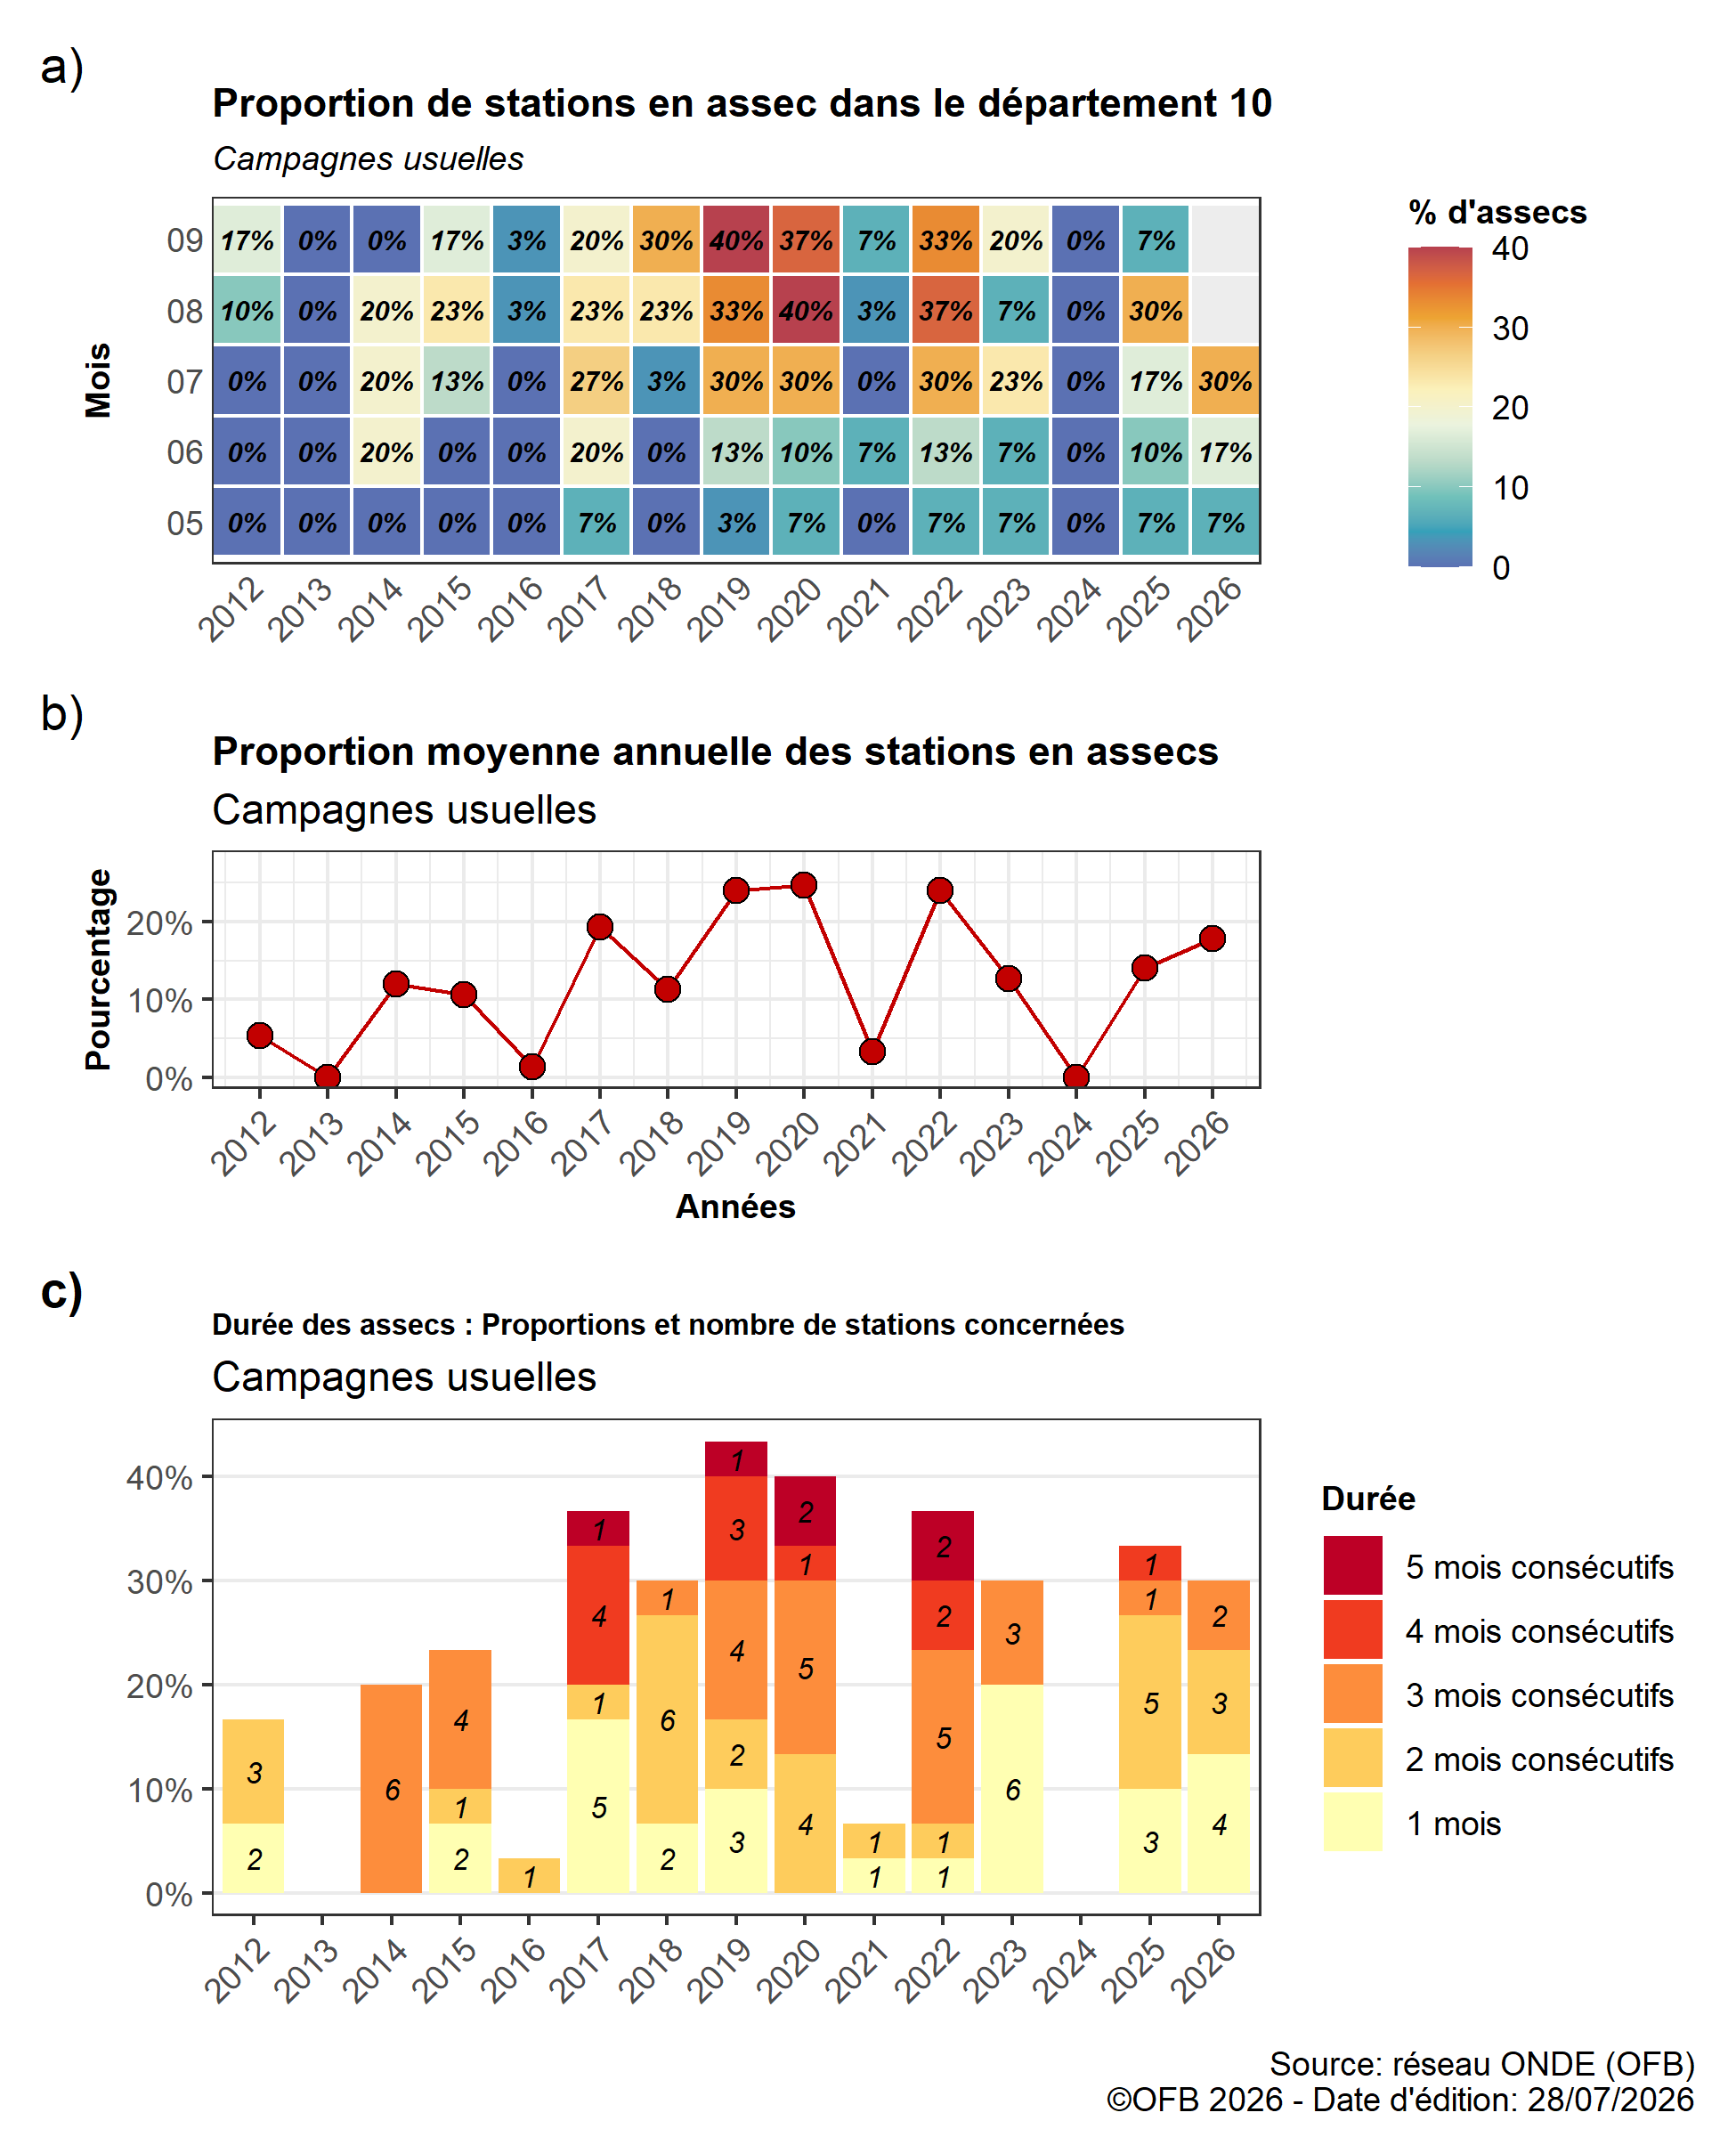 a)
Proportion de stations en assec dans le département 10
Campagnes usuelles
% d'assecs
40
30
20
10
0
Mois
09 17% 0% 0% 17% 3% 20% 30% 40% 37% 7% 33% 20% 0% 7%
08 10% 0% 20% 23% 3% 23% 23% 33% 40% 3% 37% 7% 0% 30%
07 0% 0% 20% 13% 0% 27% 3% 30% 30% 0% 30% 23% 0% 17% 30%
06 0% 0% 20% 0% 0% 20% 0% 13% 10% 7% 13% 7% 0% 10% 17%
05 0% 0% 0% 0% 0% 7% 0% 3% 7% 0% 7% 7% 0% 7% 7%
2012 2013 2014 2015 2016 2017 2018 2019 2020 2021 2022 2023 2024 2025 2026
b)
Proportion moyenne annuelle des stations en assecs
Campagnes usuelles
Pourcentage
20%
10%
0%
2012 2013 2014 2015 2016 2017 2018 2019 2020 2021 2022 2023 2024 2025 2026
Années
c)
Durée des assecs : Proportions et nombre de stations concernées
Campagnes usuelles
40%
30%
20%
10%
0%
3
2
6
4
1
2
1
1
4
1
5
1
6
2
1
3
4
2
3
2
1
5
4
1
1
2
2
5
1
1
3
6
1
1
5
3
2
3
4
2012 2013 2014 2015 2016 2017 2018 2019 2020 2021 2022 2023 2024 2025 2026
Durée
5 mois consécutifs
4 mois consécutifs
3 mois consécutifs
2 mois consécutifs
1 mois
Source: réseau ONDE (OFB)
©OFB 2026 - Date d'édition: 28/07/2026